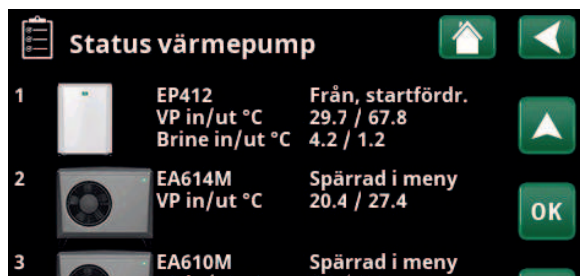 Status värmepump
1 EP412 Från, startfördr.
VP in/ut °C 29.7 / 67.8
Brine in/ut °C 4.2 / 1.2
2 EA614M Spärrad i meny
VP in/ut °C 20.4 / 27.4
OK
3 EA610M Spärrad i meny